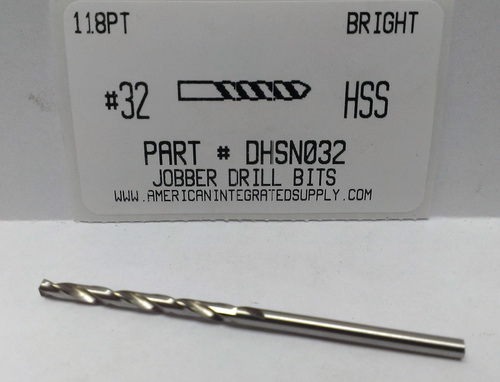 118PT BRIGHT
#32 HSS
PART # DHSN032
JOBBER DRILL BITS
WWW.AMERICANINTEGRATEDSUPPLY.COM